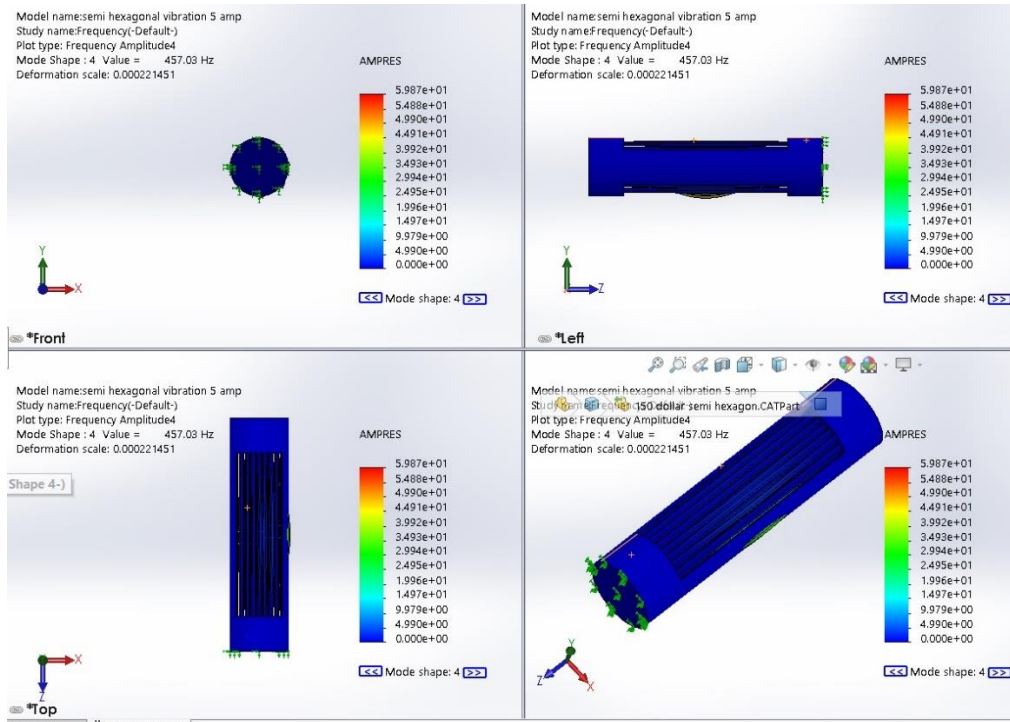 Model name:semi hexagonal vibration 5 amp
Study name:Frequency(-Default-)
Plot type: Frequency Amplitude4
Mode Shape : 4 Value = 457.03 Hz
Deformation scale: 0.000221451
AMPRES
5.987e+01
5.488e+01
4.990e+01
4.491e+01
3.992e+01
3.493e+01
2.994e+01
2.495e+01
1.996e+01
1.497e+01
9.979e+00
4.990e+00
0.000e+00
Y
X
<< Mode shape: 4 >>
*Front
Model name:semi hexagonal vibration 5 amp
Study name:Frequency(-Default-)
Plot type: Frequency Amplitude4
Mode Shape : 4 Value = 457.03 Hz
Deformation scale: 0.000221451
AMPRES
5.987e+01
5.488e+01
4.990e+01
4.491e+01
3.992e+01
3.493e+01
2.994e+01
2.495e+01
1.996e+01
1.497e+01
9.979e+00
4.990e+00
0.000e+00
Y
Z
<< Mode shape: 4 >>
*Left
Model name:semi hexagonal vibration 5 amp
Study name:Frequency(-Default-)
Plot type: Frequency Amplitude4
Mode Shape : 4 Value = 457.03 Hz
Deformation scale: 0.000221451
Shape 4-)
AMPRES
5.987e+01
5.488e+01
4.990e+01
4.491e+01
3.992e+01
3.493e+01
2.994e+01
2.495e+01
1.996e+01
1.497e+01
9.979e+00
4.990e+00
0.000e+00
X
Z
<< Mode shape: 4 >>
*Top
Model name:semi hexagonal vibration 5 amp
150 dollar semi hexagon.CATPart
Plot type: Frequency Amplitude4
Mode Shape : 4 Value = 457.03 Hz
Deformation scale: 0.000221451
AMPRES
5.987e+01
5.488e+01
4.990e+01
4.491e+01
3.992e+01
3.493e+01
2.994e+01
2.495e+01
1.996e+01
1.497e+01
9.979e+00
4.990e+00
0.000e+00
Y
Z
X
<< Mode shape: 4 >>